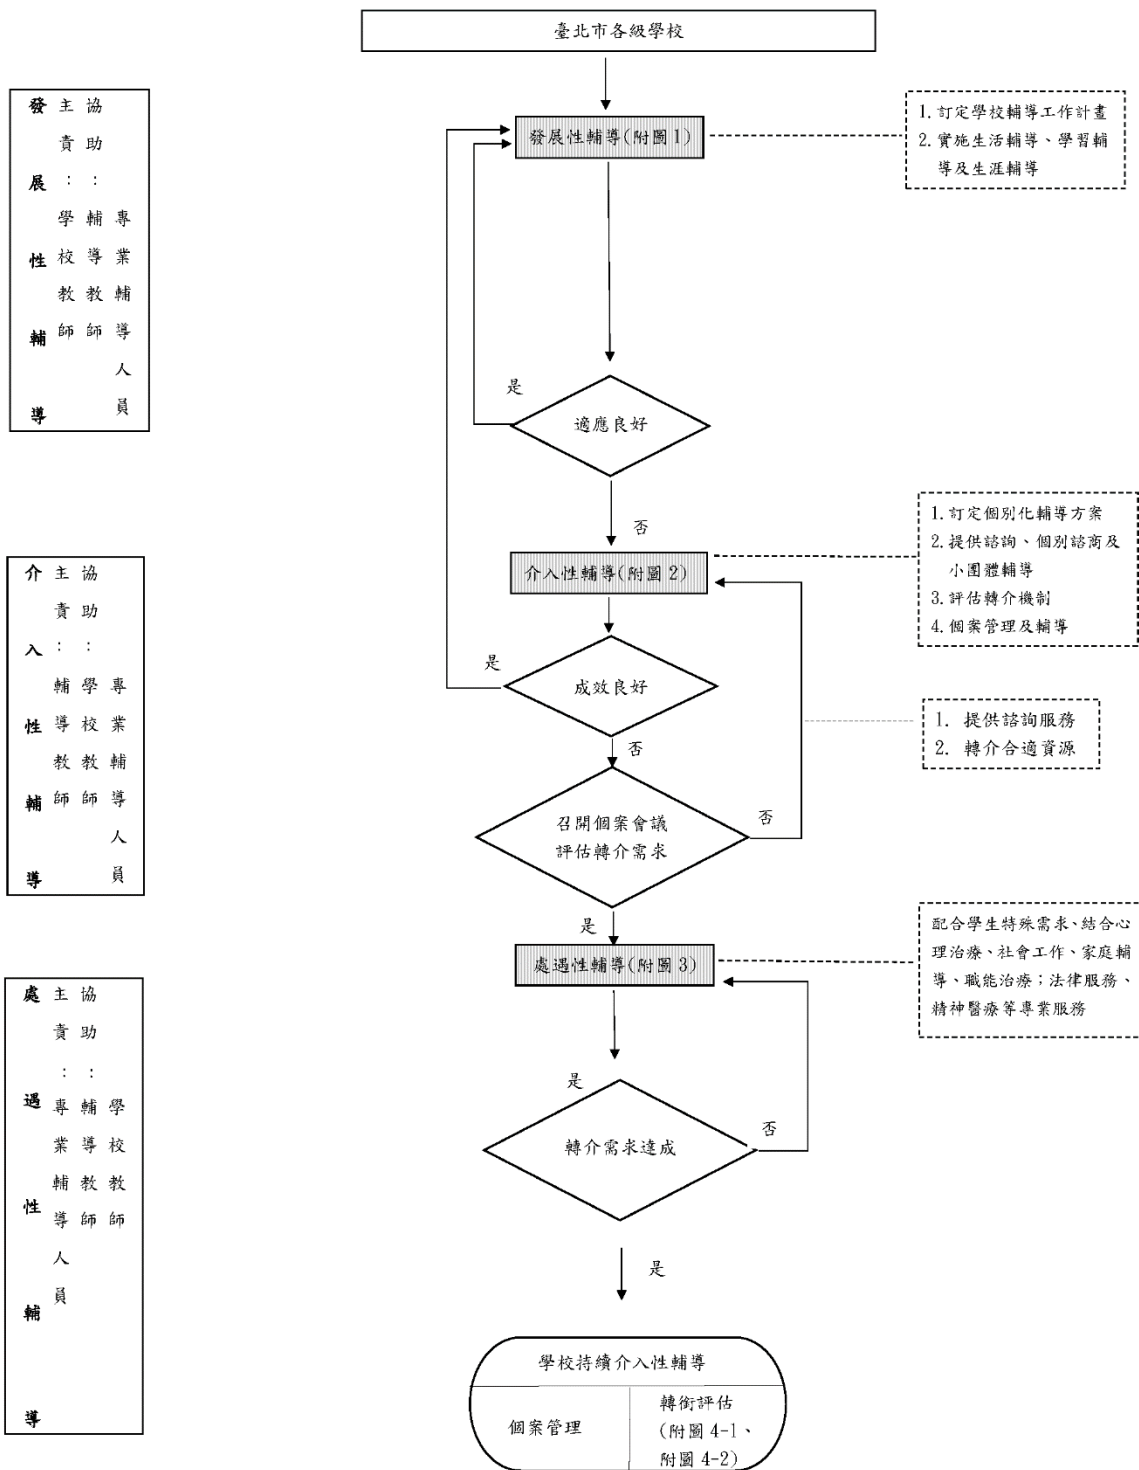 臺北市各級學校
發展性輔導
主責：學校教師
協助：輔導教師
專業輔導人員
發展性輔導(附圖1)
1. 訂定學校輔導工作計畫
2. 實施生活輔導、學習輔
導及生涯輔導
是
適應良好
否
介入性輔導
主責：輔導教師
協助：學校教師
專業輔導人員
介入性輔導(附圖2)
1. 訂定個別化輔導方案
2. 提供諮詢、個別諮商及
小團體輔導
3. 評估轉介機制
4. 個案管理及輔導
是
成效良好
否
1. 提供諮詢服務
2. 轉介合適資源
召開個案會議
評估轉介需求
否
是
處遇性輔導
主責：專業輔導人員
協助：輔導教師
學校教師
處遇性輔導(附圖3)
配合學生特殊需求、結合心
理治療、社會工作、家庭輔
導、職能治療；法律服務、
精神醫療等專業服務
是
轉介需求達成
否
是
學校持續介入性輔導
個案管理
轉銜評估
(附圖 4-1、
附圖 4-2)